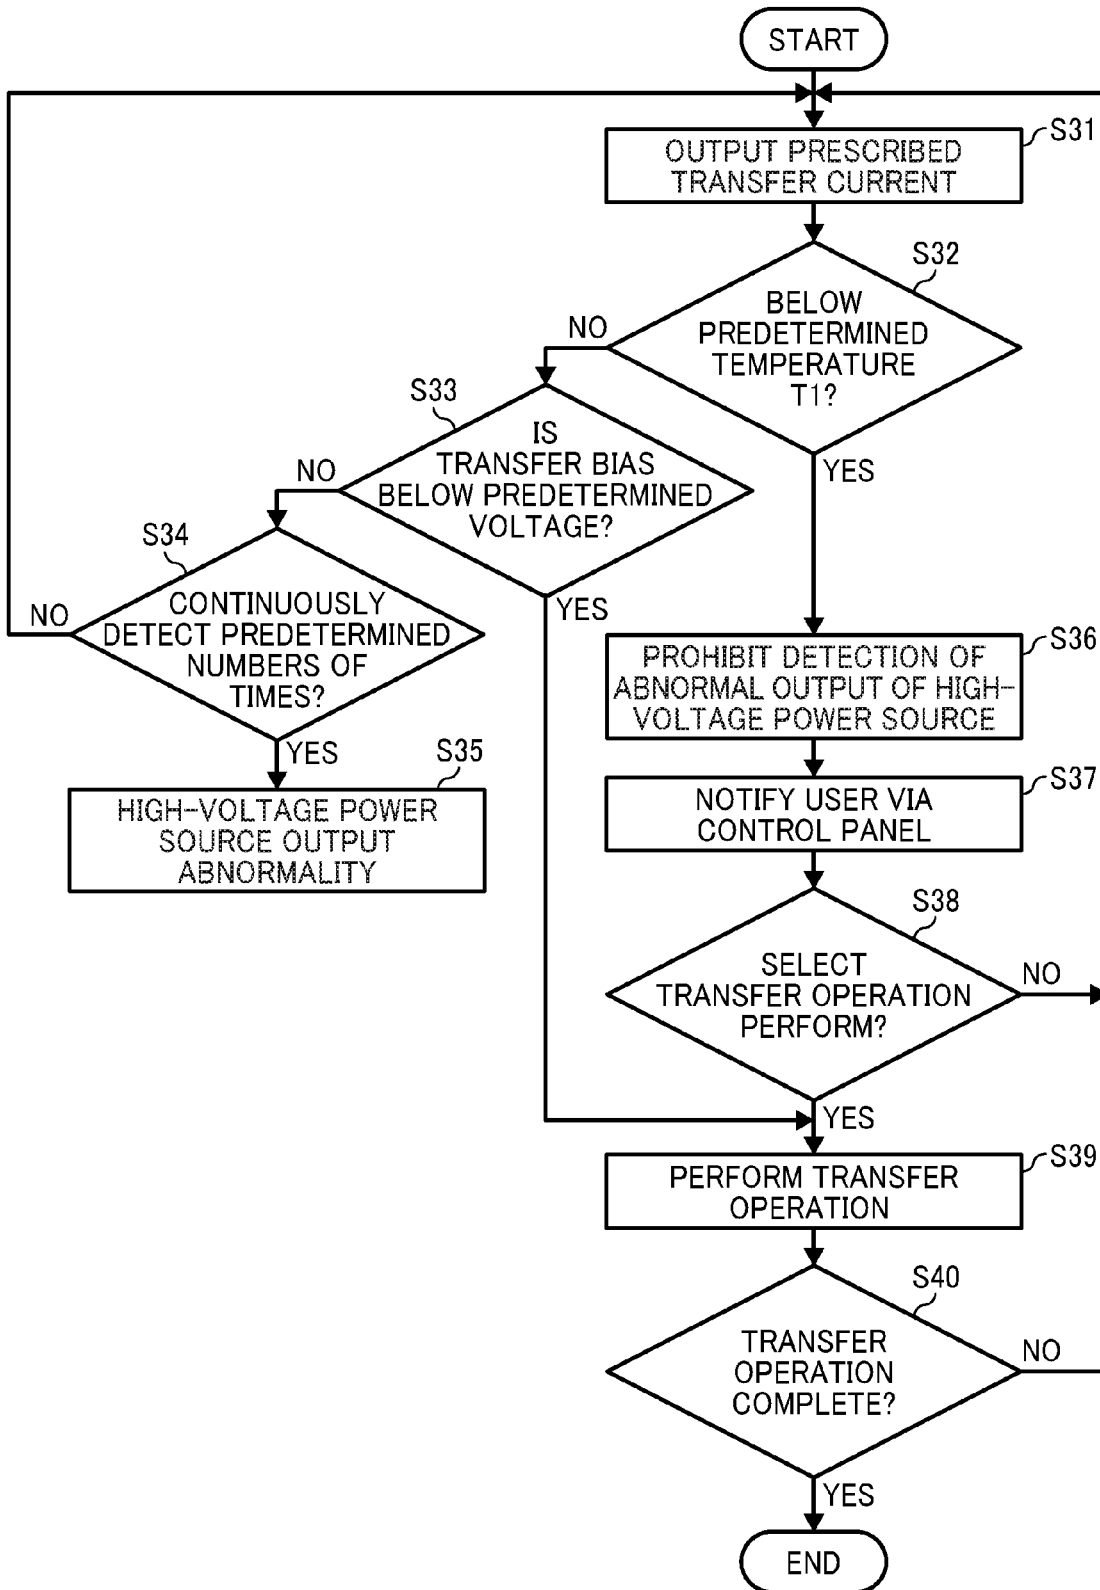 START
S31
OUTPUT PRESCRIBED
TRANSFER CURRENT
S32
BELOW
PREDETERMINED
TEMPERATURE
T1?
NO
YES
S33
IS
TRANSFER BIAS
BELOW PREDETERMINED
VOLTAGE?
NO
YES
S34
CONTINUOUSLY
DETECT PREDETERMINED
NUMBERS OF
TIMES?
NO
YES
S35
HIGH-VOLTAGE POWER
SOURCE OUTPUT
ABNORMALITY
S36
PROHIBIT DETECTION OF
ABNORMAL OUTPUT OF HIGH-
VOLTAGE POWER SOURCE
S37
NOTIFY USER VIA
CONTROL PANEL
S38
SELECT
TRANSFER OPERATION
PERFORM?
NO
YES
S39
PERFORM TRANSFER
OPERATION
S40
TRANSFER
OPERATION
COMPLETE?
NO
YES
END